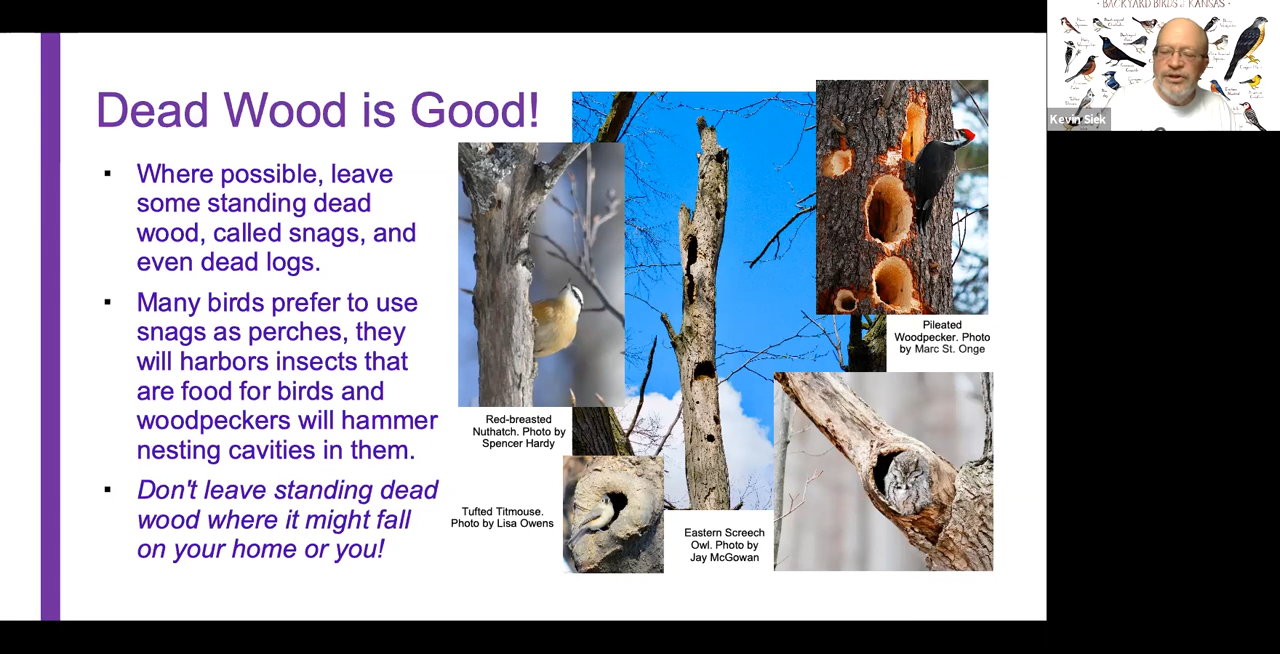 Dead Wood is Good!
▪ Where possible, leave
some standing dead
wood, called snags, and
even dead logs.
▪ Many birds prefer to use
snags as perches, they
will harbors insects that
are food for birds and
woodpeckers will hammer
nesting cavities in them.
▪ Don't leave standing dead
wood where it might fall
on your home or you!
Red-breasted
Nuthatch. Photo by
Spencer Hardy
Tufted Titmouse.
Photo by Lisa Owens
Eastern Screech
Owl. Photo by
Jay McGowan
Pileated
Woodpecker. Photo
by Marc St. Onge
BACKYARD BIRDS of KANSAS
Kevin Siek